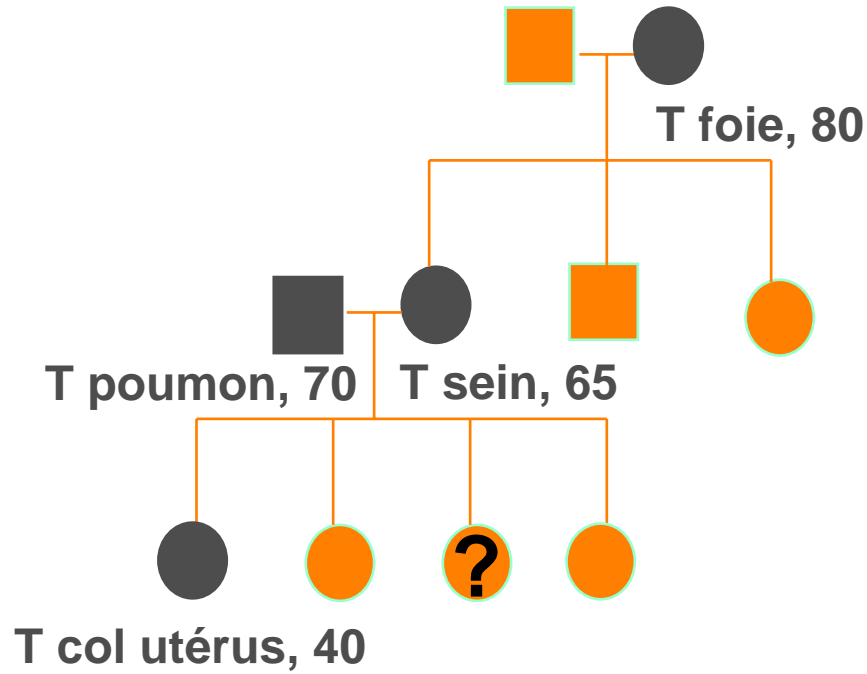 T foie, 80
T poumon, 70
T sein, 65
?
T col utérus, 40